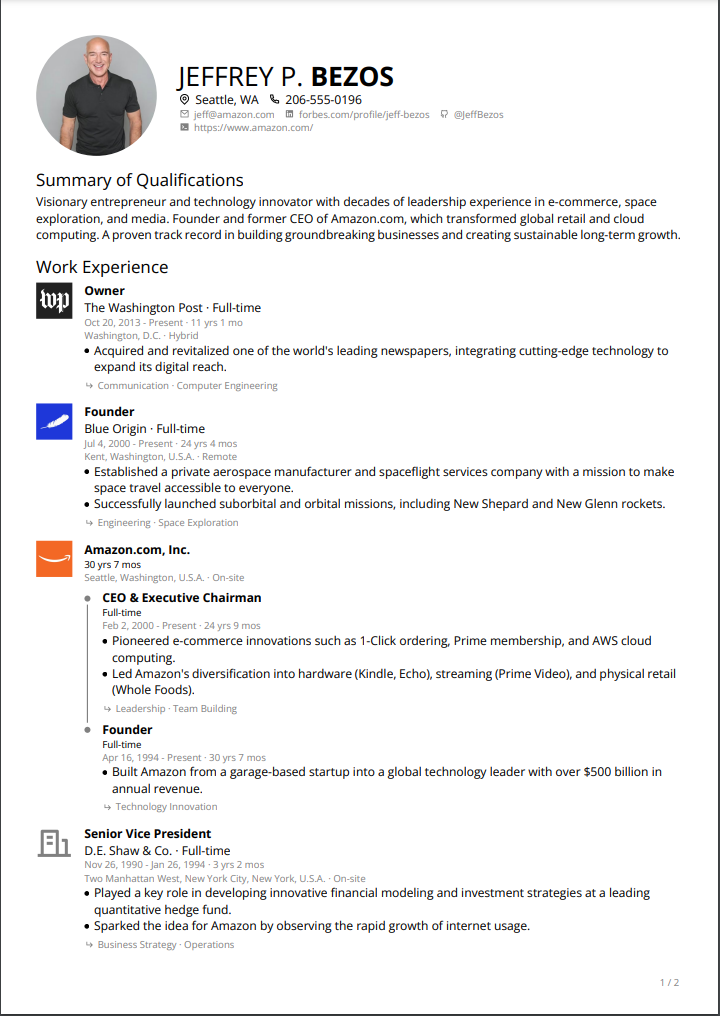 JEFFREY P. BEZOS
Seattle, WA 206-555-0196
jeff@amazon.com forbes.com/profile/jeff-bezos @JeffBezos
https://www.amazon.com/
Summary of Qualifications
Visionary entrepreneur and technology innovator with decades of leadership experience in e-commerce, space
exploration, and media. Founder and former CEO of Amazon.com, which transformed global retail and cloud
computing. A proven track record in building groundbreaking businesses and creating sustainable long-term growth.
Work Experience
wp
Owner
The Washington Post · Full-time
Oct 20, 2013 - Present · 11 yrs 1 mo
Washington, D.C. · Hybrid
• Acquired and revitalized one of the world's leading newspapers, integrating cutting-edge technology to
expand its digital reach.
↪ Communication · Computer Engineering
Founder
Blue Origin · Full-time
Jul 4, 2000 - Present · 24 yrs 4 mos
Kent, Washington, U.S.A. · Remote
• Established a private aerospace manufacturer and spaceflight services company with a mission to make
space travel accessible to everyone.
• Successfully launched suborbital and orbital missions, including New Shepard and New Glenn rockets.
↪ Engineering · Space Exploration
Amazon.com, Inc.
30 yrs 7 mos
Seattle, Washington, U.S.A. · On-site
CEO & Executive Chairman
Full-time
Feb 2, 2000 - Present · 24 yrs 9 mos
• Pioneered e-commerce innovations such as 1-Click ordering, Prime membership, and AWS cloud
computing.
• Led Amazon's diversification into hardware (Kindle, Echo), streaming (Prime Video), and physical retail
(Whole Foods).
↪ Leadership · Team Building
Founder
Full-time
Apr 16, 1994 - Present · 30 yrs 7 mos
• Built Amazon from a garage-based startup into a global technology leader with over $500 billion in
annual revenue.
↪ Technology Innovation
Senior Vice President
D.E. Shaw & Co. · Full-time
Nov 26, 1990 - Jan 26, 1994 · 3 yrs 2 mos
Two Manhattan West, New York City, New York, U.S.A. · On-site
• Played a key role in developing innovative financial modeling and investment strategies at a leading
quantitative hedge fund.
• Sparked the idea for Amazon by observing the rapid growth of internet usage.
↪ Business Strategy · Operations
1 / 2